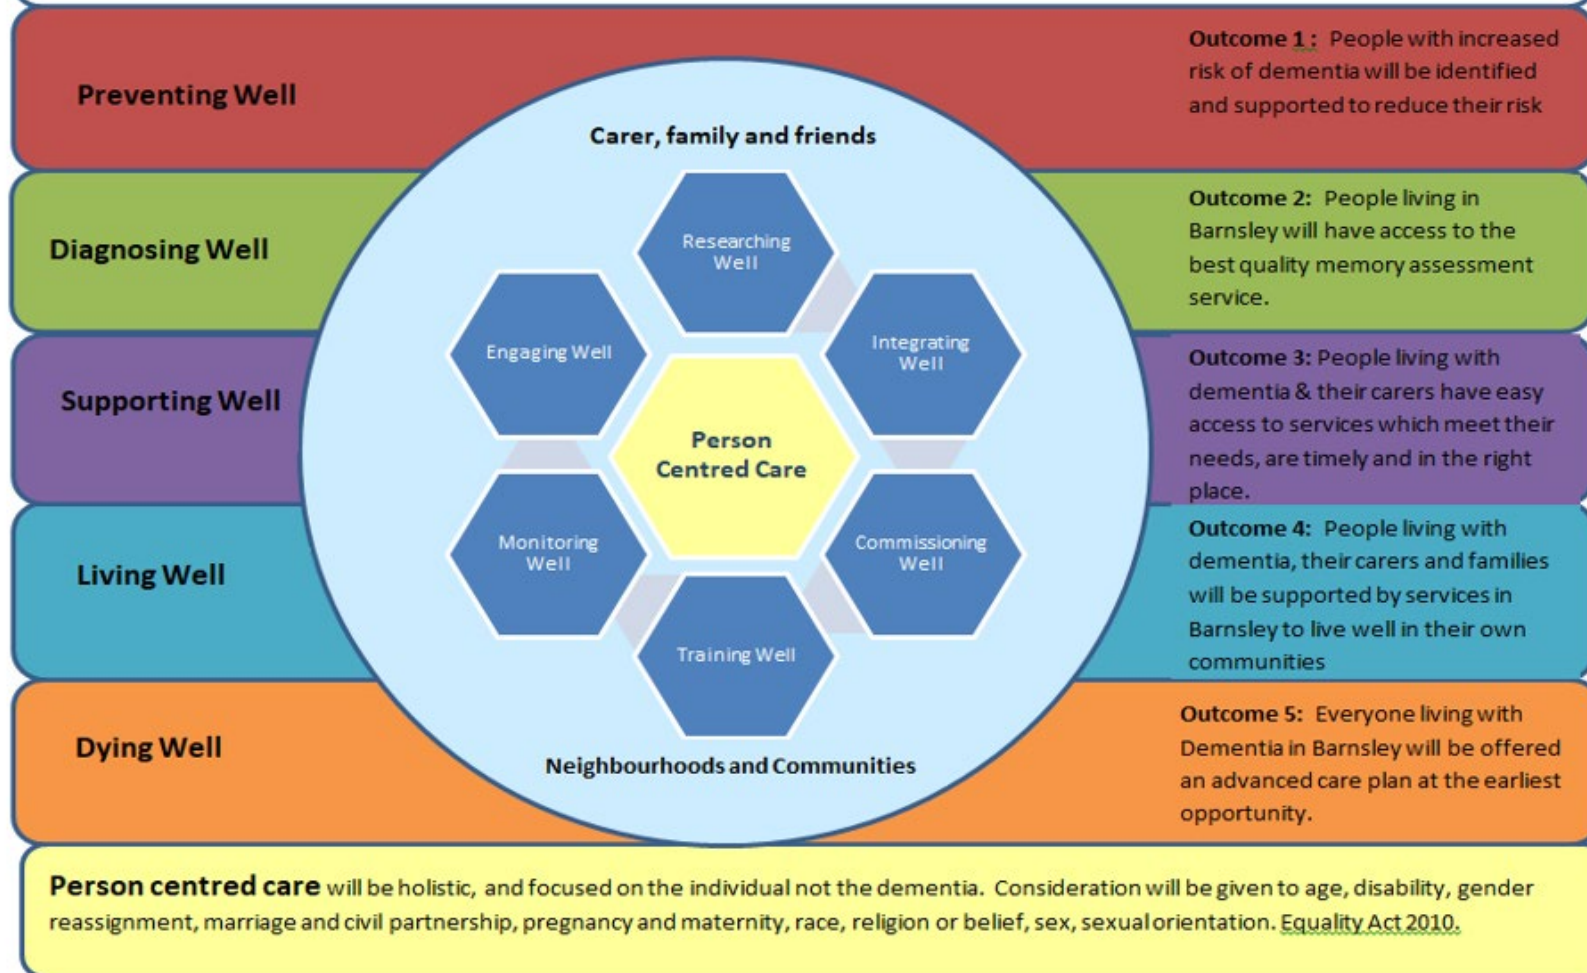 Preventing Well
Outcome 1 :  People with increased
risk of dementia will be identified
and supported to reduce their risk
Carer, family and friends
Diagnosing Well
Outcome 2:  People living in
Barnsley will have access to the
best quality memory assessment
service.
Researching
Well
Engaging Well
Integrating
Well
Supporting Well
Outcome 3: People living with
dementia & their carers have easy
access to services which meet their
needs, are timely and in the right
place.
Person
Centred Care
Living Well
Outcome 4:  People living with
dementia, their carers and families
will be supported by services in
Barnsley to live well in their own
communities
Monitoring
Well
Commissioning
Well
Training Well
Dying Well
Outcome 5:  Everyone living with
Dementia in Barnsley will be offered
an advanced care plan at the earliest
opportunity.
Neighbourhoods and Communities
Person centred care will be holistic, and focused on the individual not the dementia.  Consideration will be given to age, disability, gender
reassignment, marriage and civil partnership, pregnancy and maternity, race, religion or belief, sex, sexual orientation. Equality Act 2010.